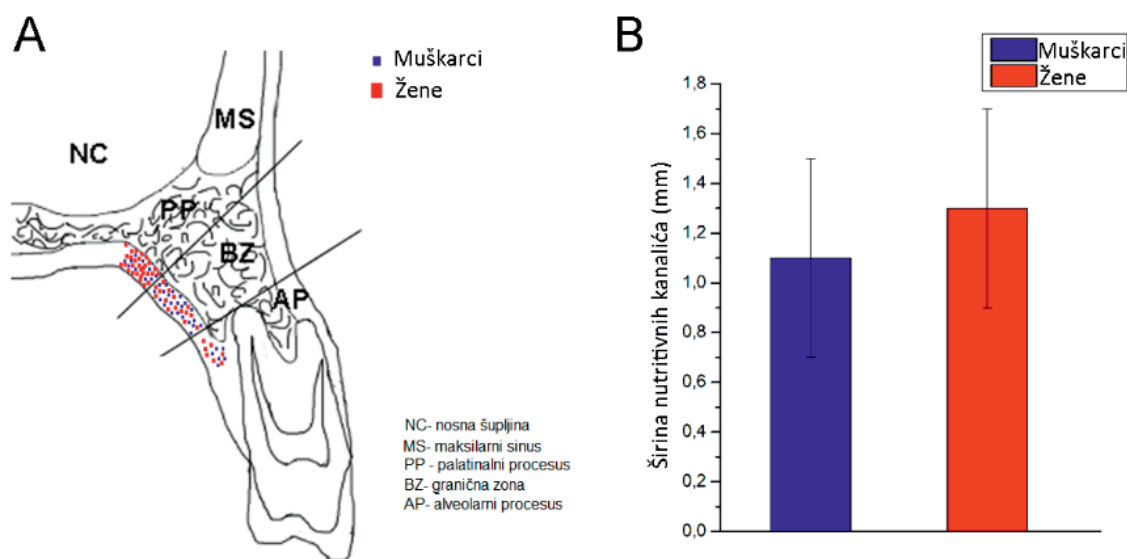 A
Muškarci
Žene
MS
NC
PP
BZ
AP
NC- nosna šupljina
MS- maksilarni sinus
PP - palatinalni procesus
BZ- granična zona
AP- alveolarni procesus
B
Muškarci
Žene
Širina nutritivnih kanalića (mm)
1,8
1,6
1,4
1,2
1,0
0,8
0,6
0,4
0,2
0,0